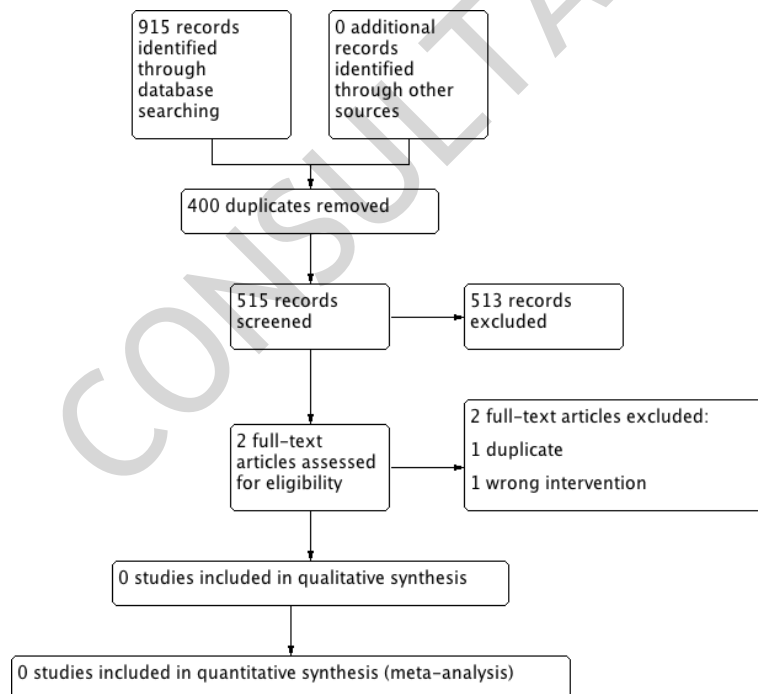 915 records
identified
through
database
searching
0 additional
records
identified
through other
sources
400 duplicates removed
515 records
screened
513 records
excluded
2 full-text
articles assessed
for eligibility
2 full-text articles excluded:
1 duplicate
1 wrong intervention
0 studies included in qualitative synthesis
0 studies included in quantitative synthesis (meta-analysis)
CONSULTA